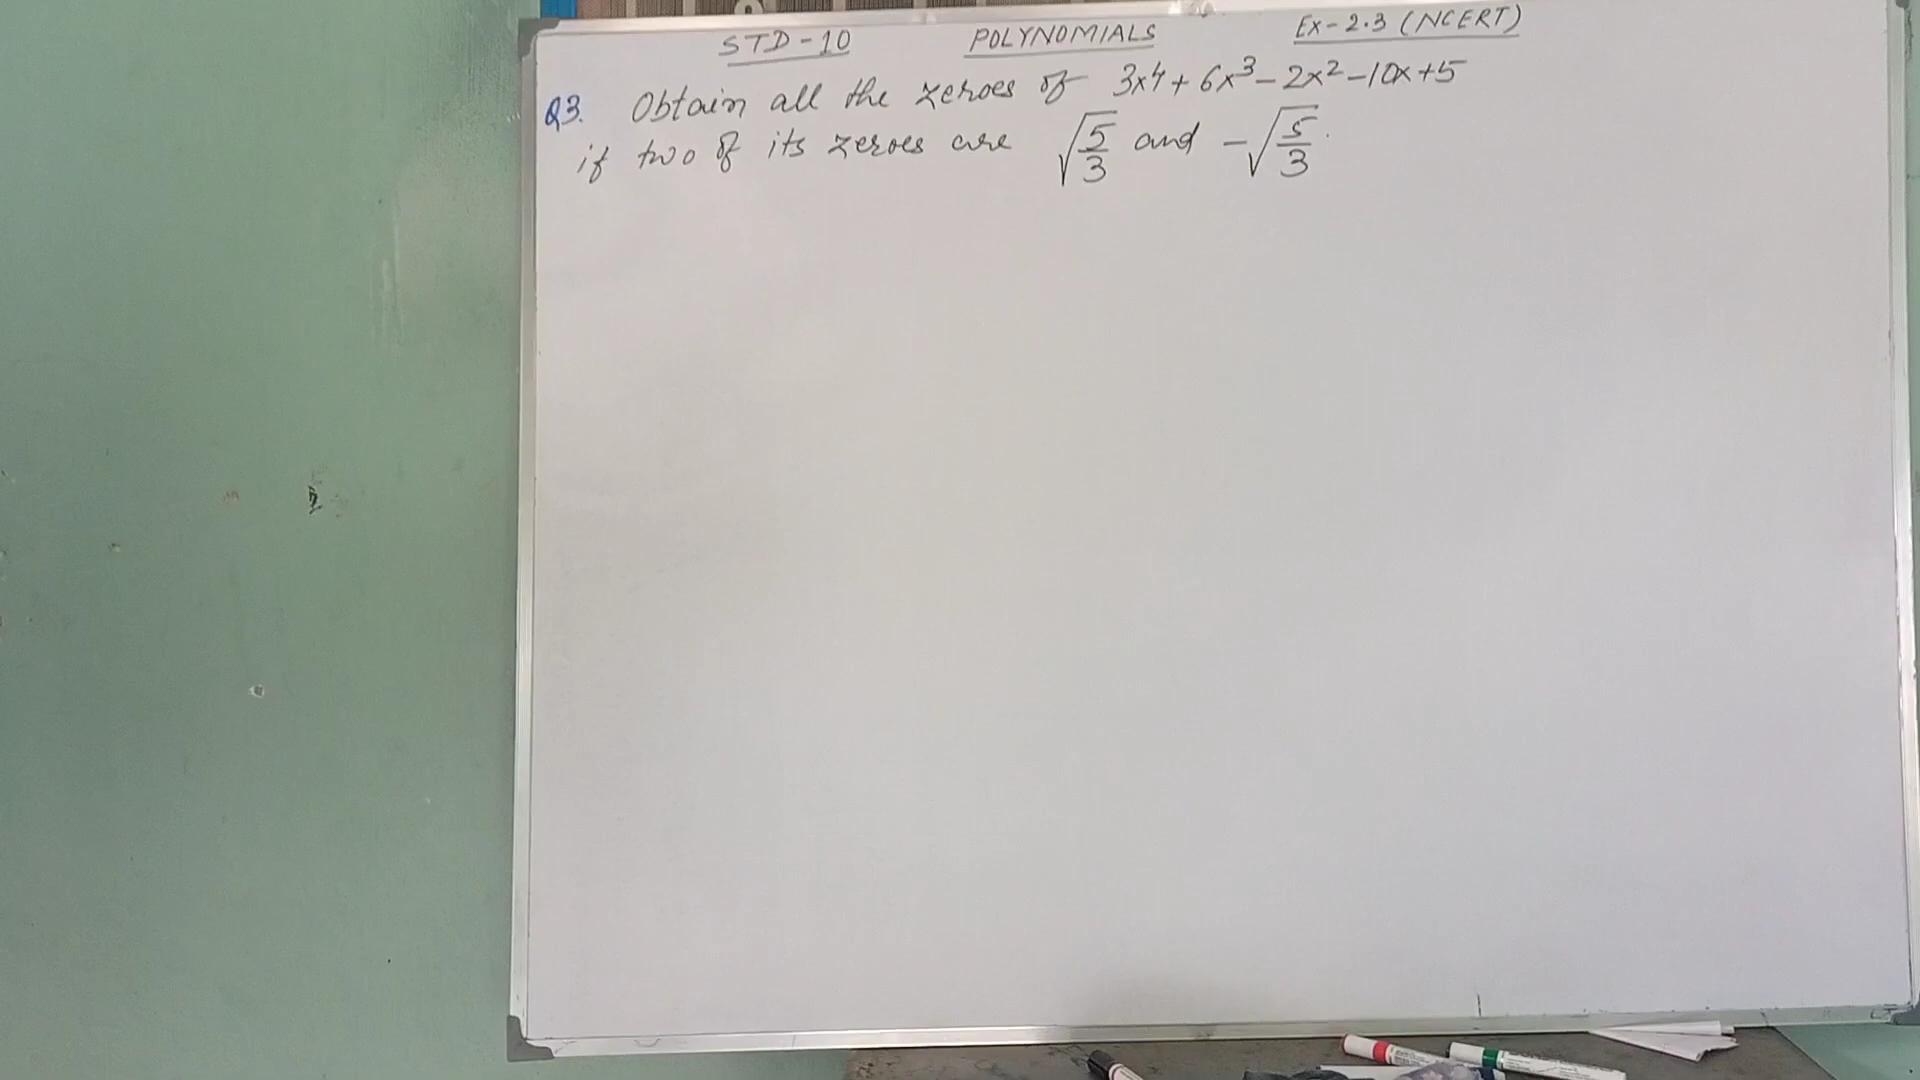 STD-10 POLYNOMIALS Ex-2.3 (NCERT)
Q3. Obtain all the zeroes of 3x⁴ + 6x³ - 2x² - 10x + 5
if two of its zeroes are √(5/3) and -√(5/3).